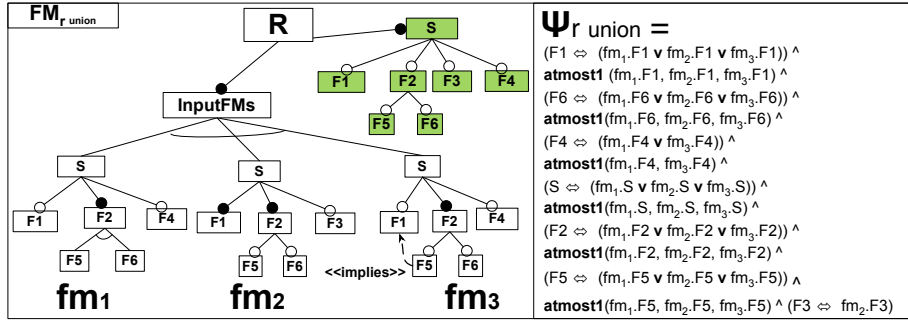 FM r union
R
S
F1
F2
F3
F4
F5
F6
InputFMs
S
S
S
F1
F2
F4
F1
F2
F3
F1
F2
F4
F5
F6
F5
F6
F5
F6
<<implies>>
fm1
fm2
fm3
Ψr union =
(F1 ⇔ (fm1.F1 v fm2.F1 v fm3.F1)) ^
atmost1 (fm1.F1, fm2.F1, fm3.F1) ^
(F6 ⇔ (fm1.F6 v fm2.F6 v fm3.F6)) ^
atmost1(fm1.F6, fm2.F6, fm3.F6) ^
(F4 ⇔ (fm1.F4 v fm3.F4)) ^
atmost1(fm1.F4, fm3.F4) ^
(S ⇔ (fm1.S v fm2.S v fm3.S)) ^
atmost1(fm1.S, fm2.S, fm3.S) ^
(F2 ⇔ (fm1.F2 v fm2.F2 v fm3.F2)) ^
atmost1(fm1.F2, fm2.F2, fm3.F2) ^
(F5 ⇔ (fm1.F5 v fm2.F5 v fm3.F5)) ^
atmost1(fm1.F5, fm2.F5, fm3.F5) ^ (F3 ⇔ fm2.F3)